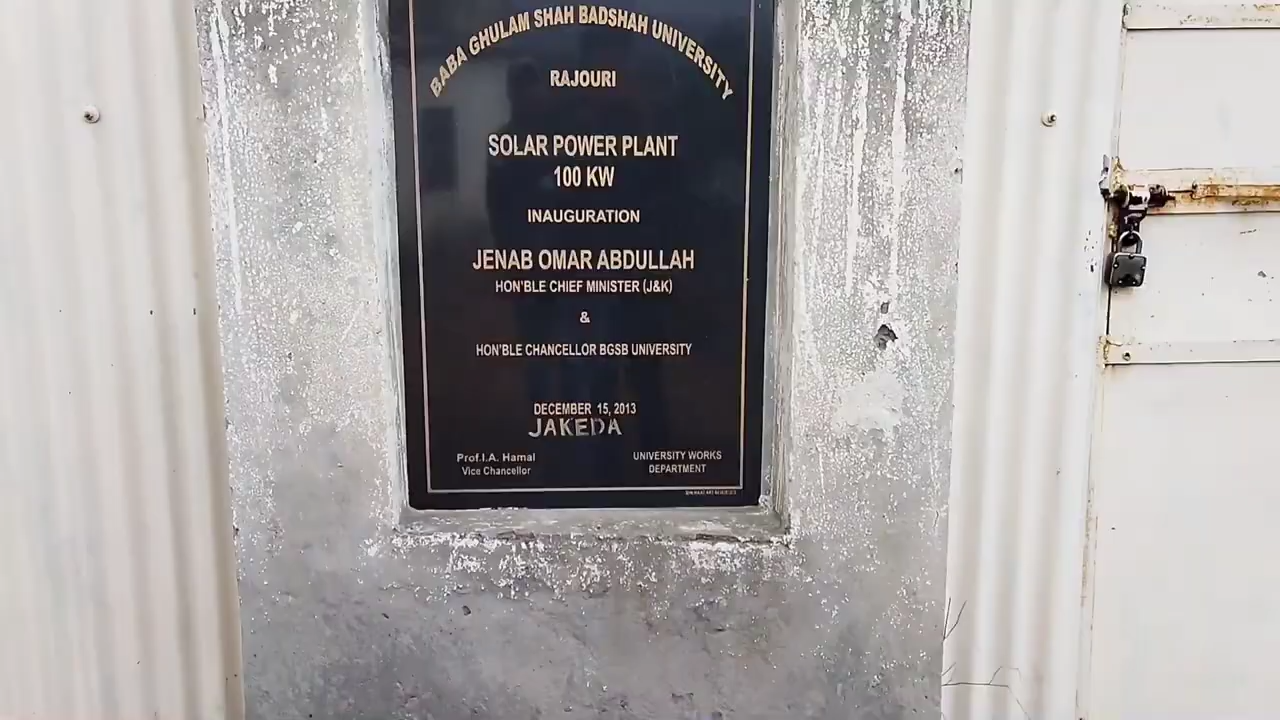 BABA GHULAM SHAH BADSHAH UNIVERSITY
RAJOURI
SOLAR POWER PLANT
100 KW
INAUGURATION
JENAB OMAR ABDULLAH
HON'BLE CHIEF MINISTER (J&K)
&
HON'BLE CHANCELLOR BGSB UNIVERSITY
DECEMBER 15, 2013
JAKEDA
Prof.I.A. Hamal
Vice Chancellor
UNIVERSITY WORKS
DEPARTMENT